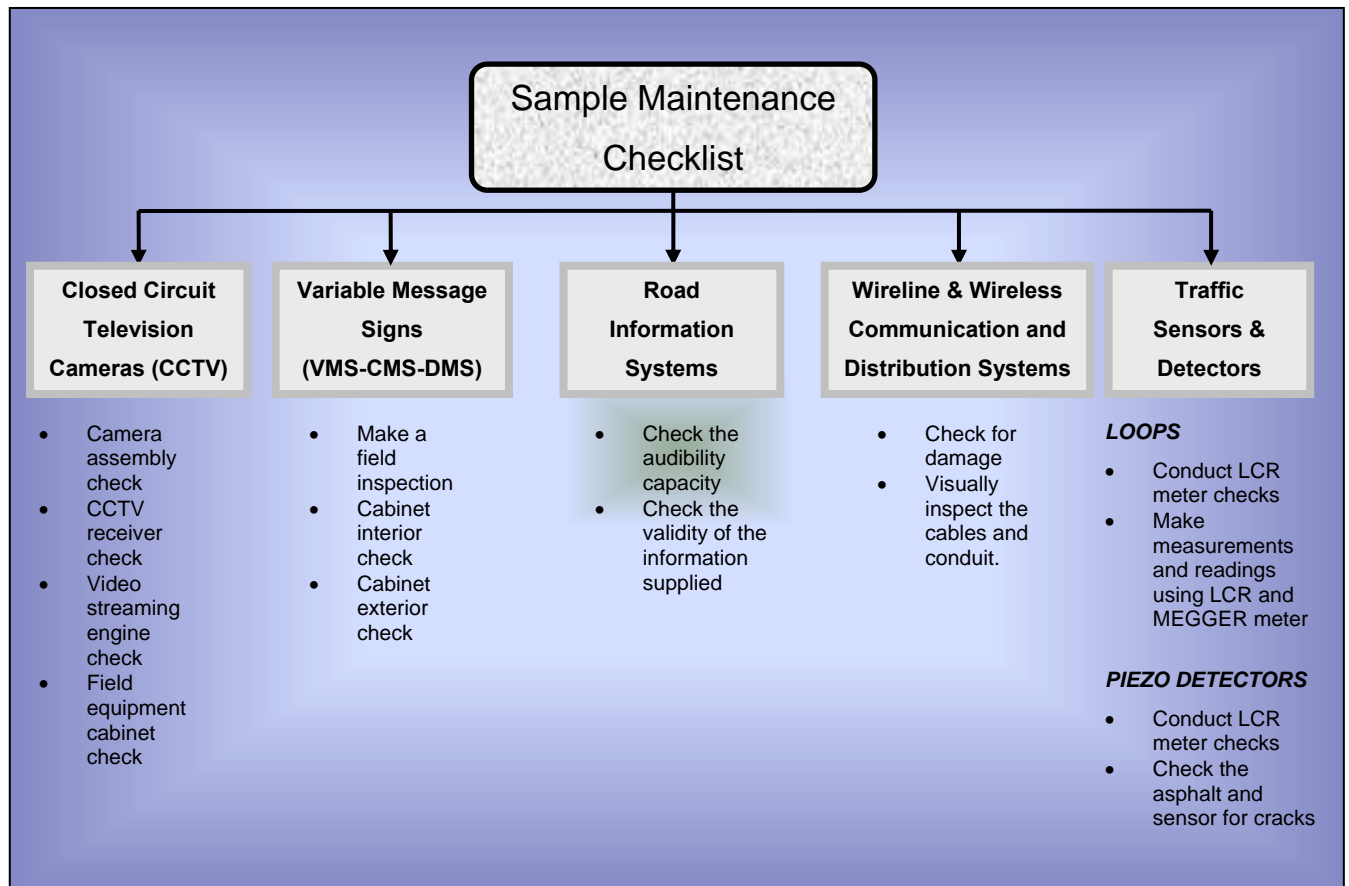 Sample Maintenance
Checklist
Closed Circuit
Television
Cameras (CCTV)
• Camera
assembly
check
• CCTV
receiver
check
• Video
streaming
engine
check
• Field
equipment
cabinet
check
Variable Message
Signs
(VMS-CMS-DMS)
• Make a
field
inspection
• Cabinet
interior
check
• Cabinet
exterior
check
Road
Information
Systems
• Check the
audibility
capacity
• Check the
validity of the
information
supplied
Wireline & Wireless
Communication and
Distribution Systems
• Check for
damage
• Visually
inspect the
cables and
conduit.
Traffic
Sensors &
Detectors
LOOPS
• Conduct LCR
meter checks
• Make
measurements
and readings
using LCR and
MEGGER meter
PIEZO DETECTORS
• Conduct LCR
meter checks
• Check the
asphalt and
sensor for cracks